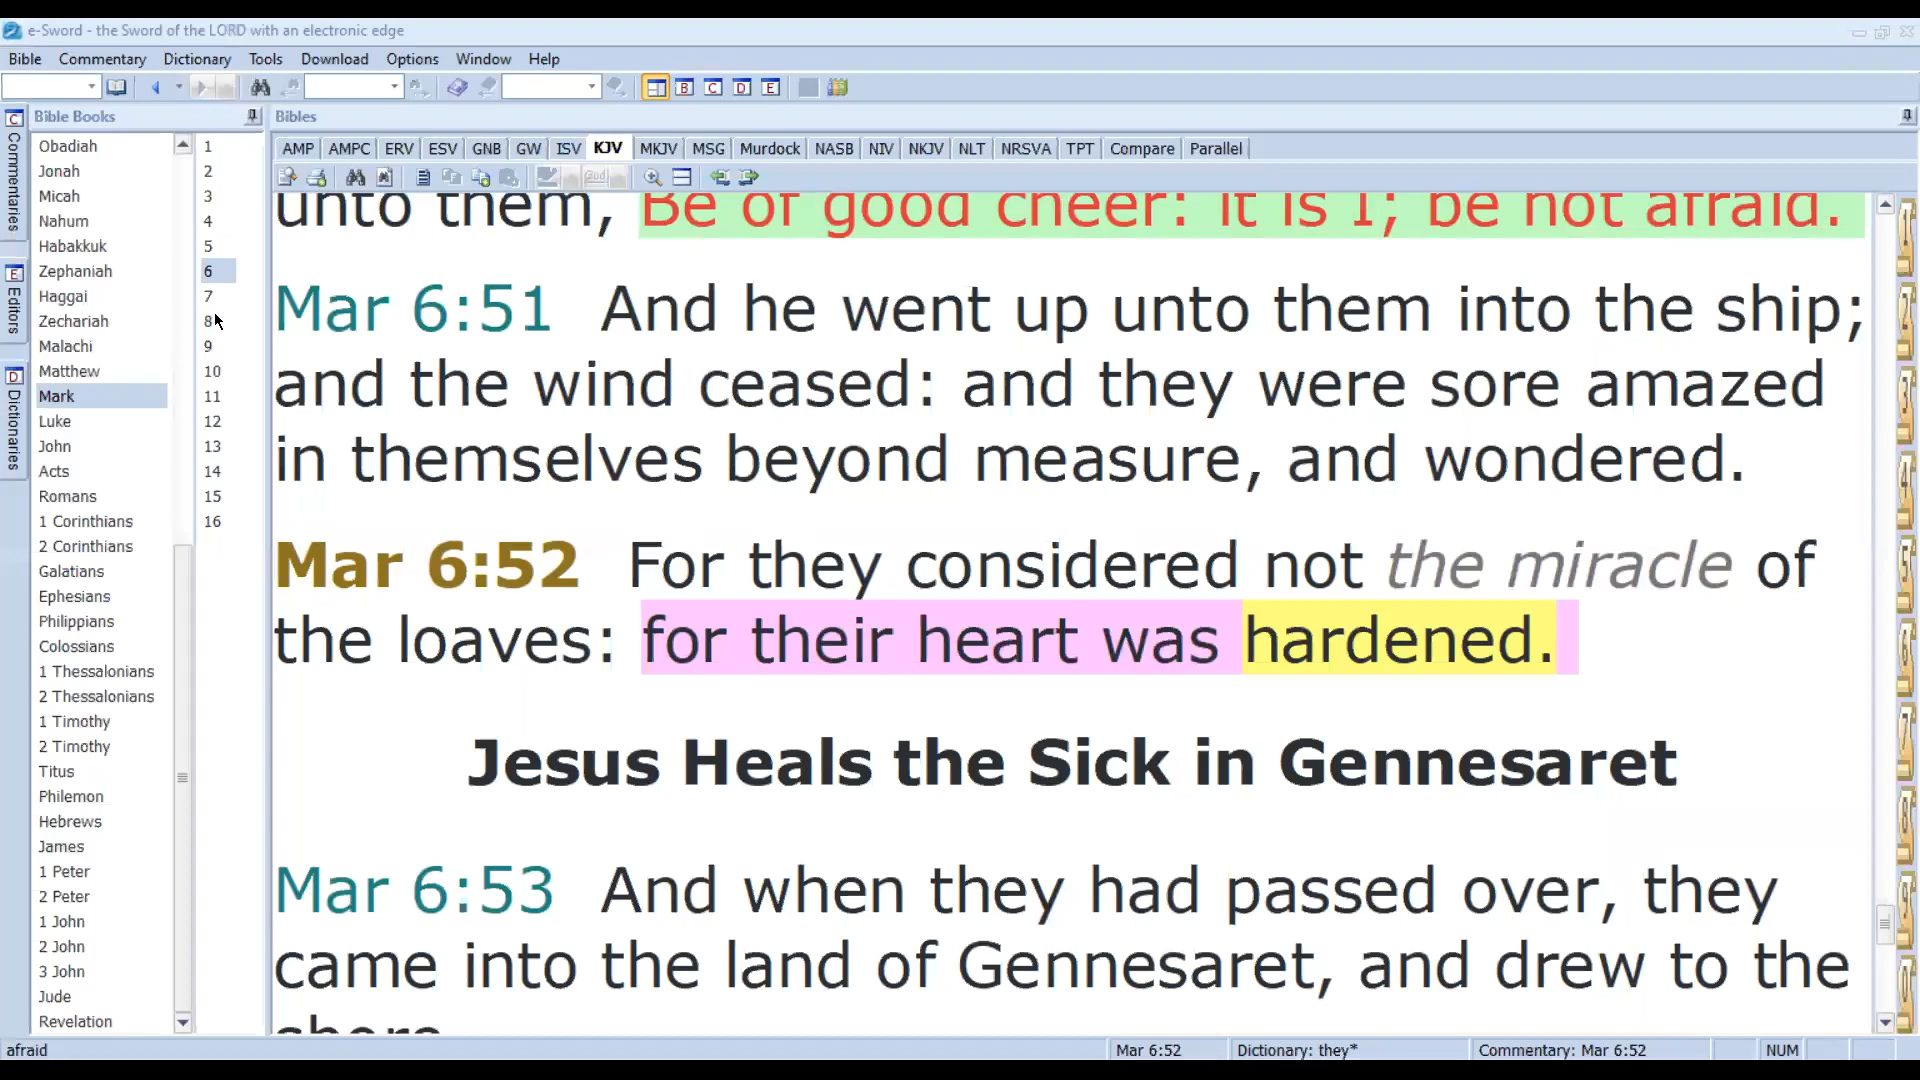 e-Sword - the Sword of the LORD with an electronic edge
Bible Commentary Dictionary Tools Download Options Window Help
B C D E
Bible Books
Bibles
C Commentaries
E Editors
D Dictionaries
Obadiah
Jonah
Micah
Nahum
Habakkuk
Zephaniah
Haggai
Zechariah
Malachi
Matthew
Mark
Luke
John
Acts
Romans
1 Corinthians
2 Corinthians
Galatians
Ephesians
Philippians
Colossians
1 Thessalonians
2 Thessalonians
1 Timothy
2 Timothy
Titus
Philemon
Hebrews
James
1 Peter
2 Peter
1 John
2 John
3 John
Jude
Revelation
1
2
3
4
5
6
7
8
9
10
11
12
13
14
15
16
AMP AMPC ERV ESV GNB GW ISV KJV MKJV MSG Murdock NASB NIV NKJV NLT NRSVA TPT Compare Parallel
God
unto them, Be of good cheer: it is I; be not afraid.
Mar 6:51 And he went up unto them into the ship;
and the wind ceased: and they were sore amazed
in themselves beyond measure, and wondered.
Mar 6:52 For they considered not the miracle of
the loaves: for their heart was hardened.
Jesus Heals the Sick in Gennesaret
Mar 6:53 And when they had passed over, they
came into the land of Gennesaret, and drew to the
afraid
Mar 6:52
Dictionary: they*
Commentary: Mar 6:52
NUM